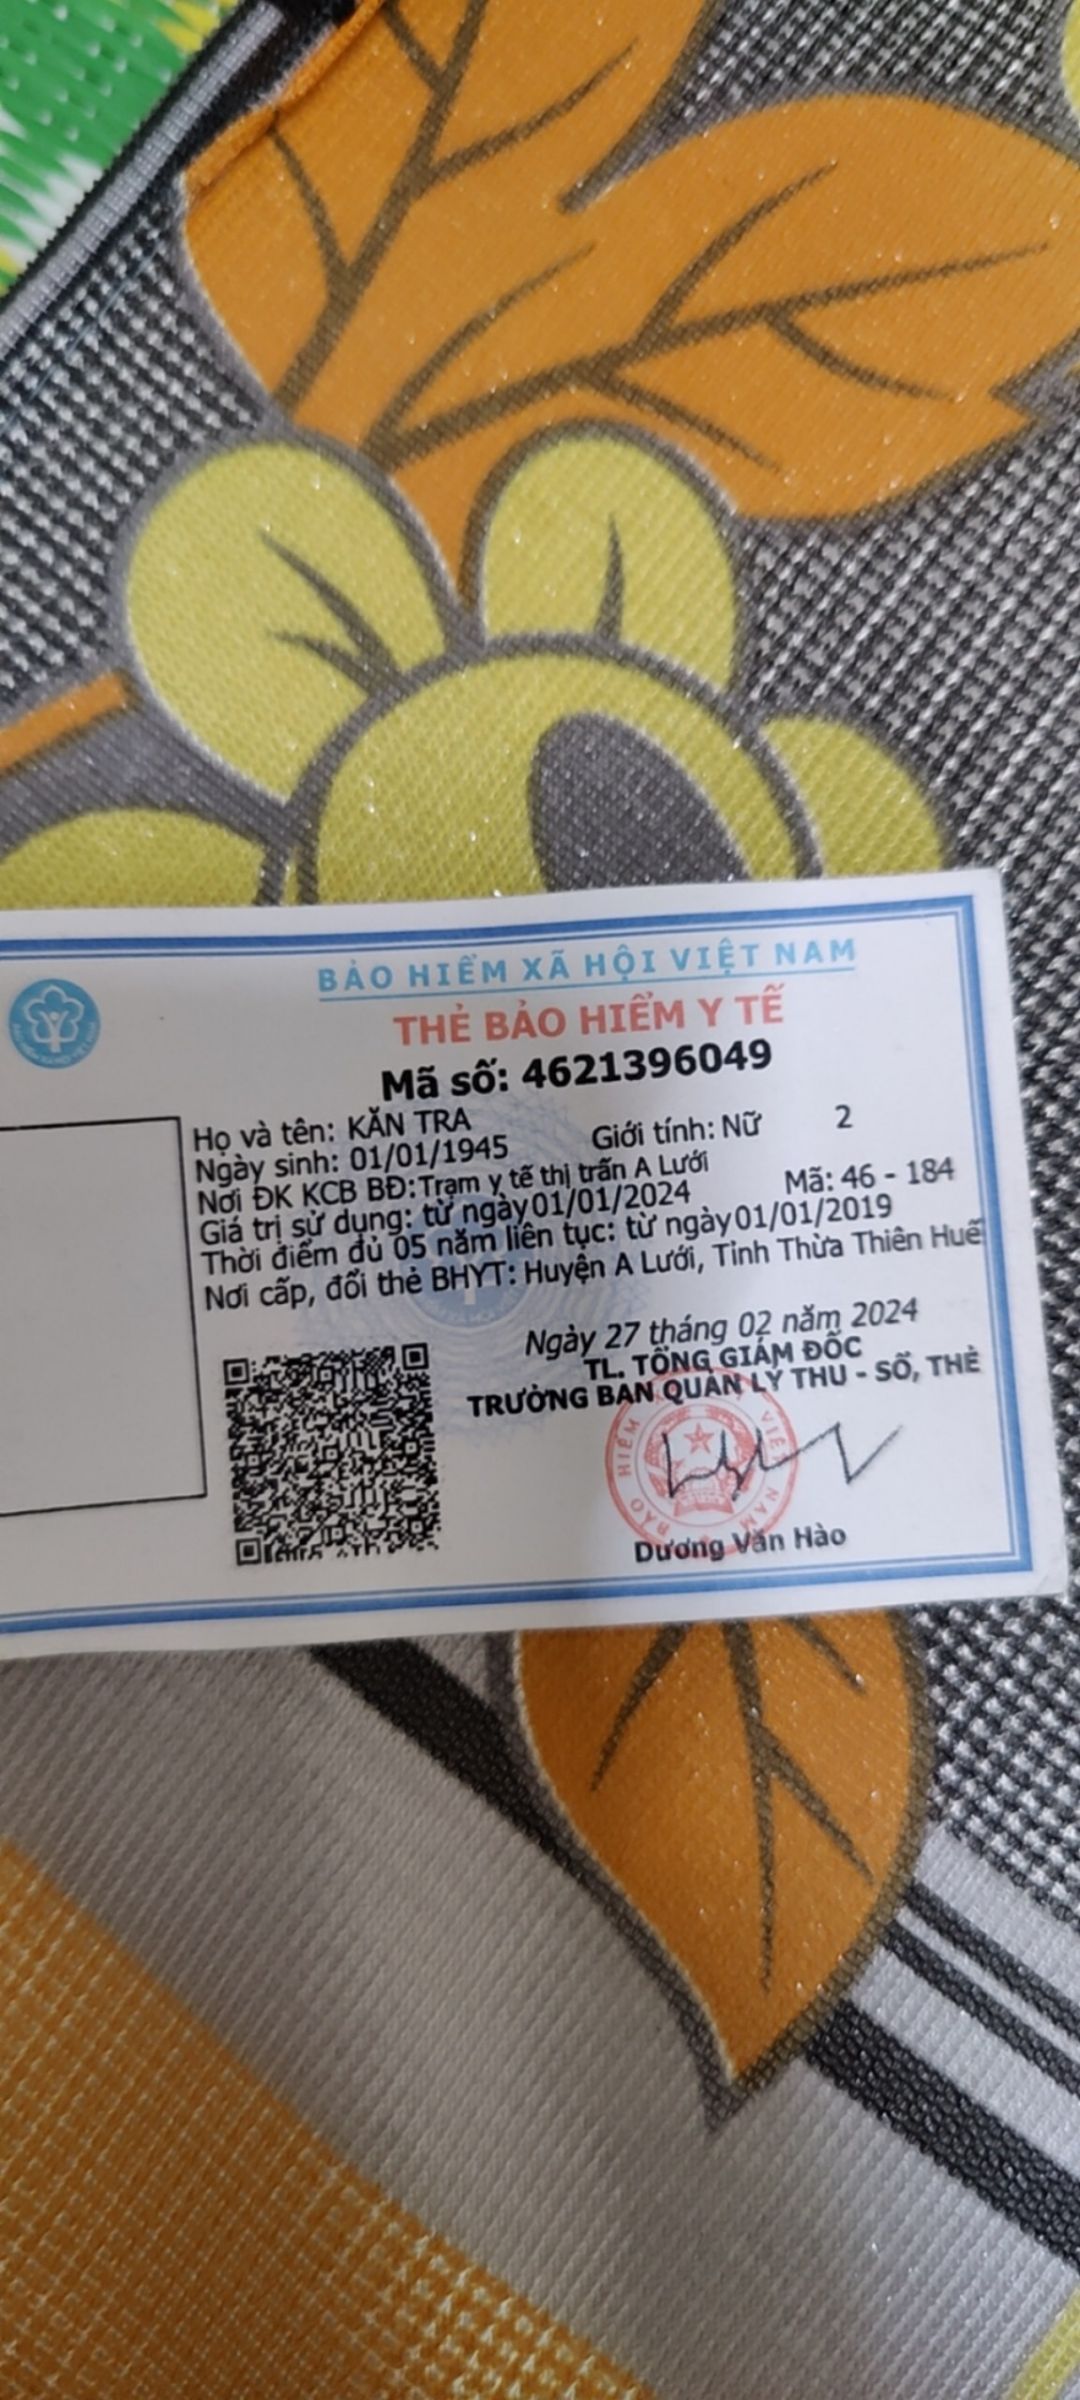 BẢO HIỂM XÃ HỘI VIỆT NAM
THẺ BẢO HIỂM Y TẾ
Mã số: 4621396049
Họ và tên: KĂN TRA
Ngày sinh: 01/01/1945 Giới tính: Nữ 2
Nơi ĐK KCB BĐ: Trạm y tế thị trấn A Lưới Mã: 46 - 184
Giá trị sử dụng: từ ngày 01/01/2024
Thời điểm đủ 05 năm liên tục: từ ngày 01/01/2019
Nơi cấp, đổi thẻ BHYT: Huyện A Lưới, Tỉnh Thừa Thiên Huế
Ngày 27 tháng 02 năm 2024
TL. TỔNG GIÁM ĐỐC
TRƯỞNG BAN QUẢN LÝ THU - SỔ, THẺ
BẢO HIỂM VIỆT NAM
Dương Văn Hào